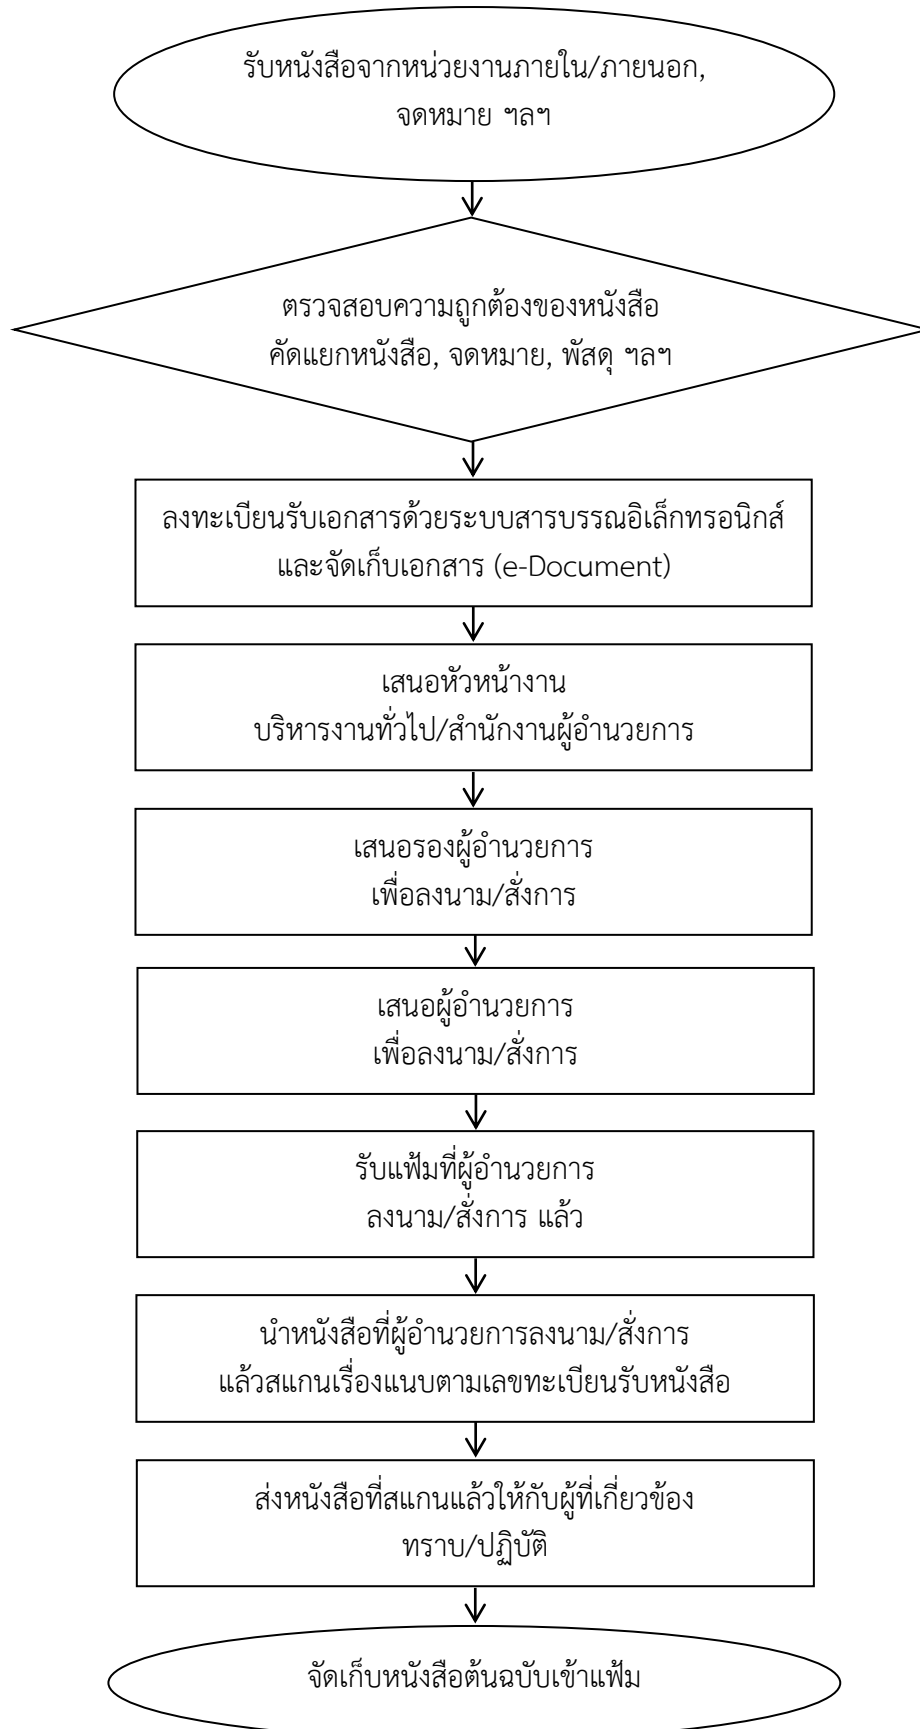 รับหนังสือจากหน่วยงานภายใน/ภายนอก,
จดหมาย ฯลฯ
ตรวจสอบความถูกต้องของหนังสือ
คัดแยกหนังสือ, จดหมาย, พัสดุ ฯลฯ
ลงทะเบียนรับเอกสารด้วยระบบสารบรรณอิเล็กทรอนิกส์
และจัดเก็บเอกสาร (e-Document)
เสนอหัวหน้างาน
บริหารงานทั่วไป/สำนักงานผู้อำนวยการ
เสนอรองผู้อำนวยการ
เพื่อลงนาม/สั่งการ
เสนอผู้อำนวยการ
เพื่อลงนาม/สั่งการ
รับแฟ้มที่ผู้อำนวยการ
ลงนาม/สั่งการ แล้ว
นำหนังสือที่ผู้อำนวยการลงนาม/สั่งการ
แล้วสแกนเรื่องแนบตามเลขทะเบียนรับหนังสือ
ส่งหนังสือที่สแกนแล้วให้กับผู้ที่เกี่ยวข้อง
ทราบ/ปฏิบัติ
จัดเก็บหนังสือต้นฉบับเข้าแฟ้ม